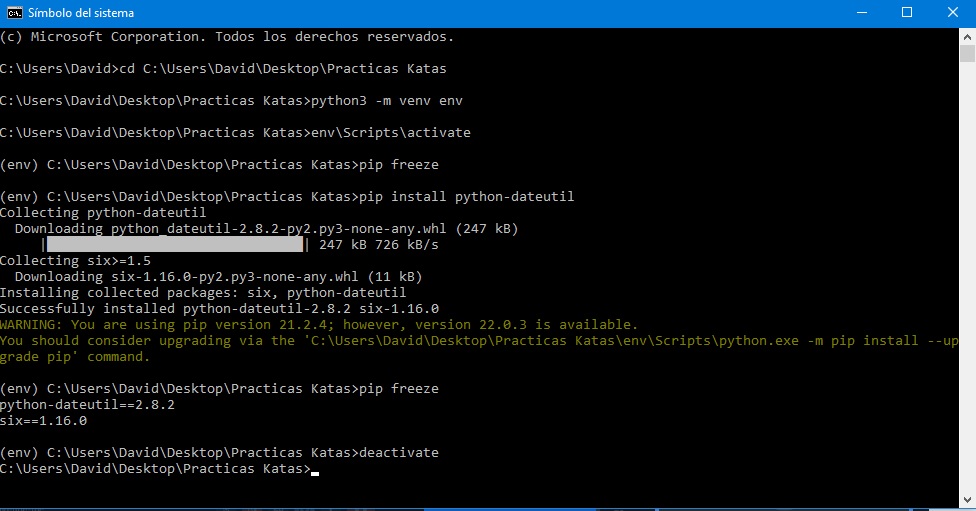 Símbolo del sistema
(c) Microsoft Corporation. Todos los derechos reservados.
C:\Users\David>cd C:\Users\David\Desktop\Practicas Katas
C:\Users\David\Desktop\Practicas Katas>python3 -m venv env
C:\Users\David\Desktop\Practicas Katas>env\Scripts\activate
(env) C:\Users\David\Desktop\Practicas Katas>pip freeze
(env) C:\Users\David\Desktop\Practicas Katas>pip install python-dateutil
Collecting python-dateutil
  Downloading python_dateutil-2.8.2-py2.py3-none-any.whl (247 kB)
     |████████████████████████████████| 247 kB 726 kB/s
Collecting six>=1.5
  Downloading six-1.16.0-py2.py3-none-any.whl (11 kB)
Installing collected packages: six, python-dateutil
Successfully installed python-dateutil-2.8.2 six-1.16.0
WARNING: You are using pip version 21.2.4; however, version 22.0.3 is available.
You should consider upgrading via the 'C:\Users\David\Desktop\Practicas Katas\env\Scripts\python.exe -m pip install --up
grade pip' command.
(env) C:\Users\David\Desktop\Practicas Katas>pip freeze
python-dateutil==2.8.2
six==1.16.0
(env) C:\Users\David\Desktop\Practicas Katas>deactivate
C:\Users\David\Desktop\Practicas Katas>